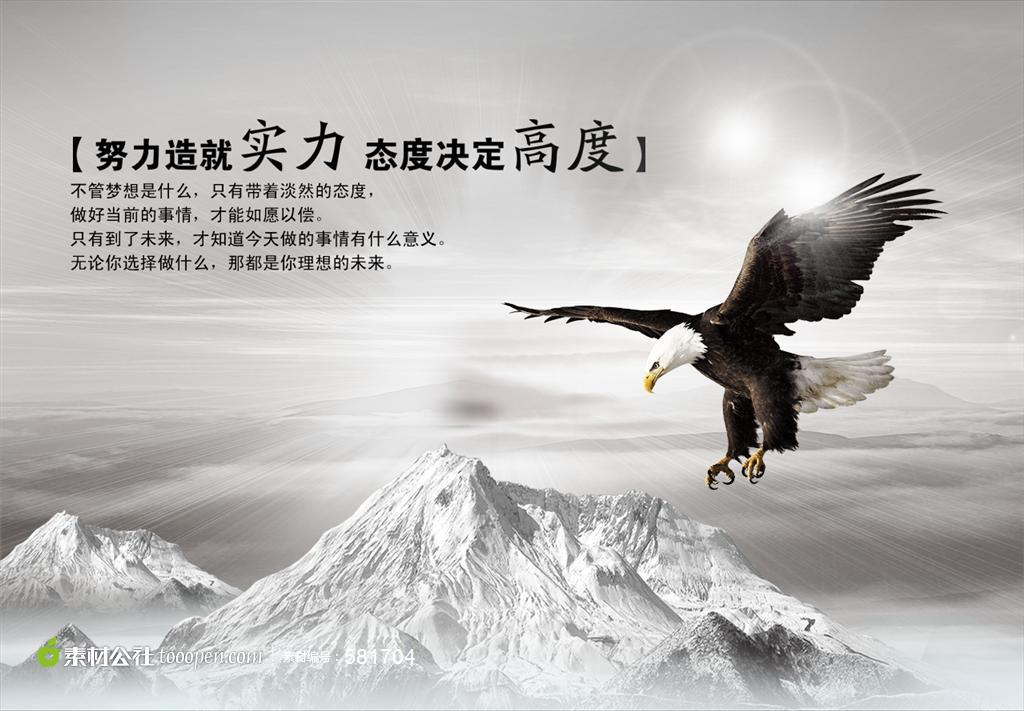 【努力造就实力 态度决定高度】
不管梦想是什么，只有带着淡然的态度，
做好当前的事情，才能如愿以偿。
只有到了未来，才知道今天做的事情有什么意义。
无论你选择做什么，那都是你理想的未来。
素材公社 tooopen.com 素材编号：581704